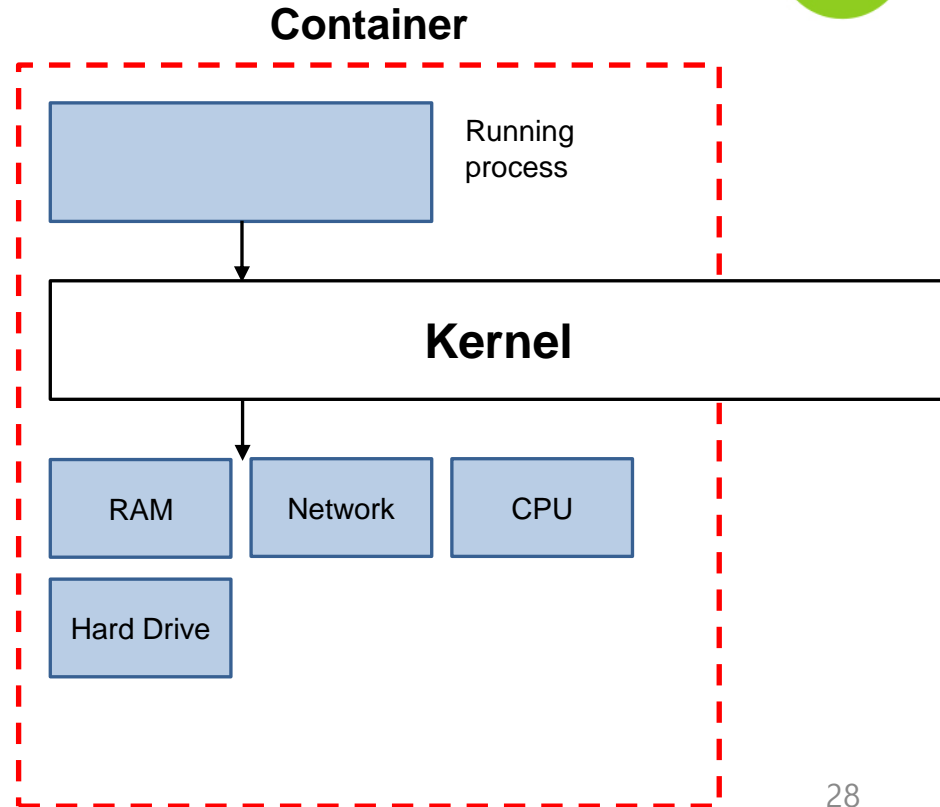 Container
Running
process
Kernel
RAM
Network
CPU
Hard Drive
28